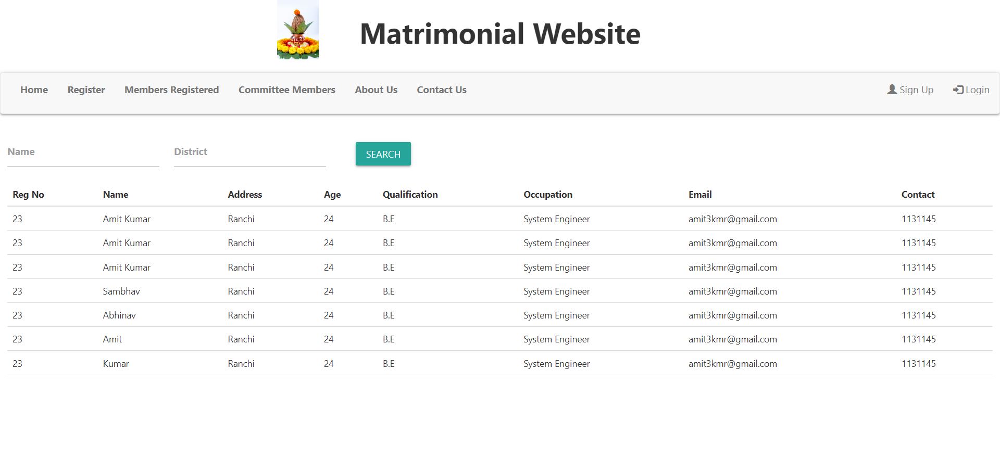 Matrimonial Website
Home Register Members Registered Committee Members About Us Contact Us Sign Up Login
Name District SEARCH
Reg No Name Address Age Qualification Occupation Email Contact
23 Amit Kumar Ranchi 24 B.E System Engineer amit3kmr@gmail.com 1131145
23 Amit Kumar Ranchi 24 B.E System Engineer amit3kmr@gmail.com 1131145
23 Amit Kumar Ranchi 24 B.E System Engineer amit3kmr@gmail.com 1131145
23 Sambhav Ranchi 24 B.E System Engineer amit3kmr@gmail.com 1131145
23 Abhinav Ranchi 24 B.E System Engineer amit3kmr@gmail.com 1131145
23 Amit Ranchi 24 B.E System Engineer amit3kmr@gmail.com 1131145
23 Kumar Ranchi 24 B.E System Engineer amit3kmr@gmail.com 1131145